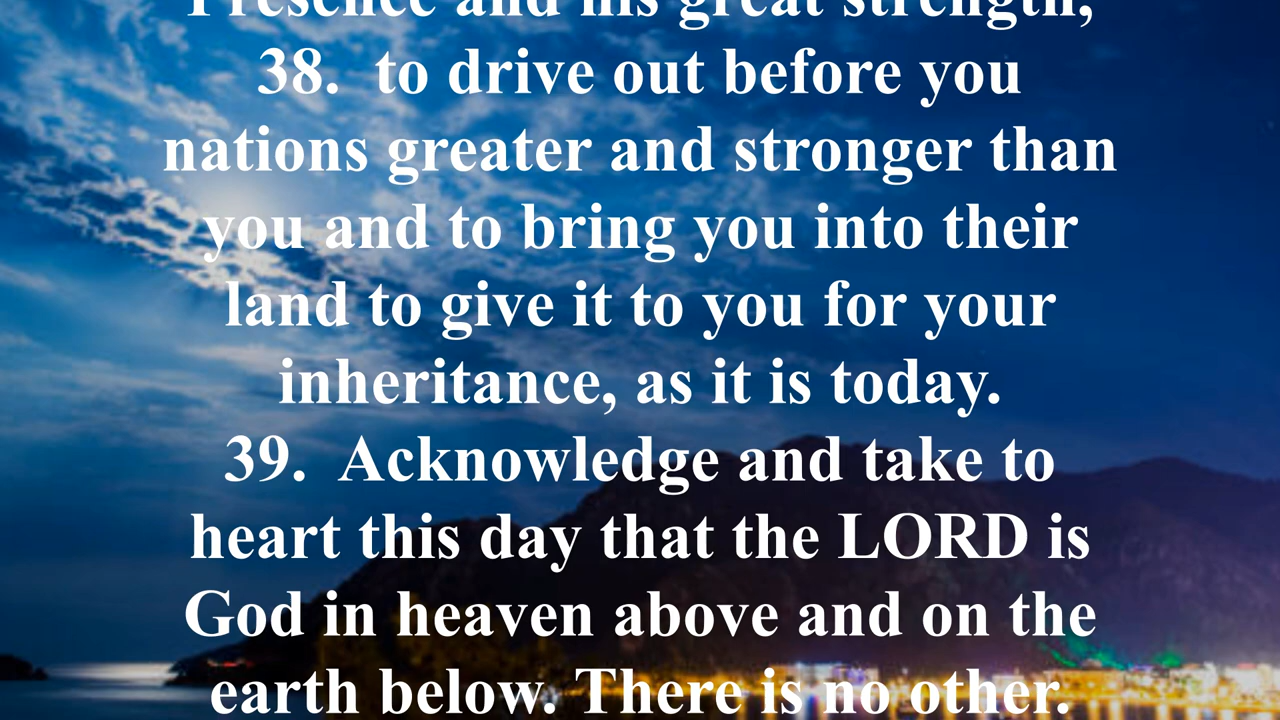 Presence and his great strength,
38. to drive out before you
nations greater and stronger than
you and to bring you into their
land to give it to you for your
inheritance, as it is today.
39. Acknowledge and take to
heart this day that the LORD is
God in heaven above and on the
earth below. There is no other.